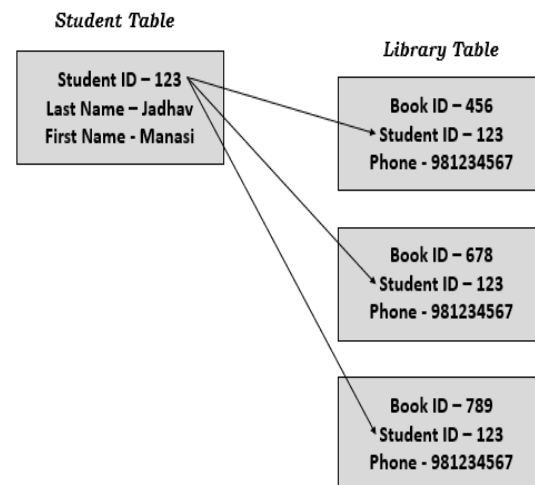 Student Table
Student ID – 123
Last Name – Jadhav
First Name - Manasi
Library Table
Book ID – 456
Student ID – 123
Phone - 981234567
Book ID – 678
Student ID – 123
Phone - 981234567
Book ID – 789
Student ID – 123
Phone - 981234567